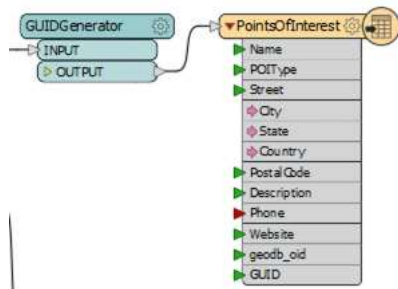 GUIDGenerator
INPUT
OUTPUT
PointsOfInterest
Name
POIType
Street
City
State
Country
PostalCode
Description
Phone
Website
geodb_oid
GUID